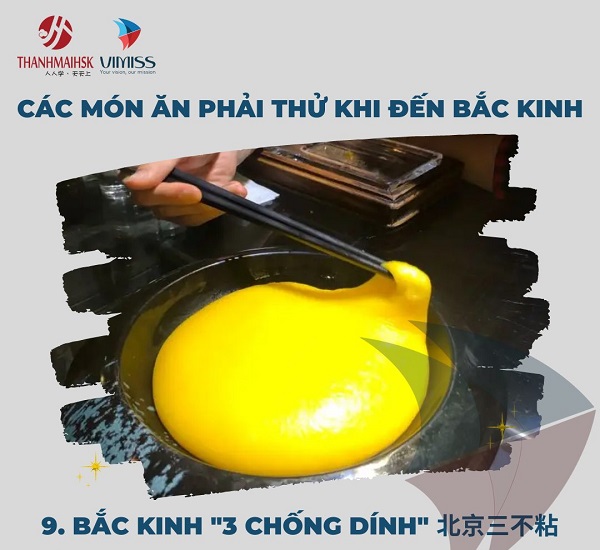 THANHMAIHSK
人人学 · 天天上
VIMISS
Your vision, our mission
CÁC MÓN ĂN PHẢI THỬ KHI ĐẾN BẮC KINH
9. BẮC KINH "3 CHỐNG DÍNH" 北京三不粘